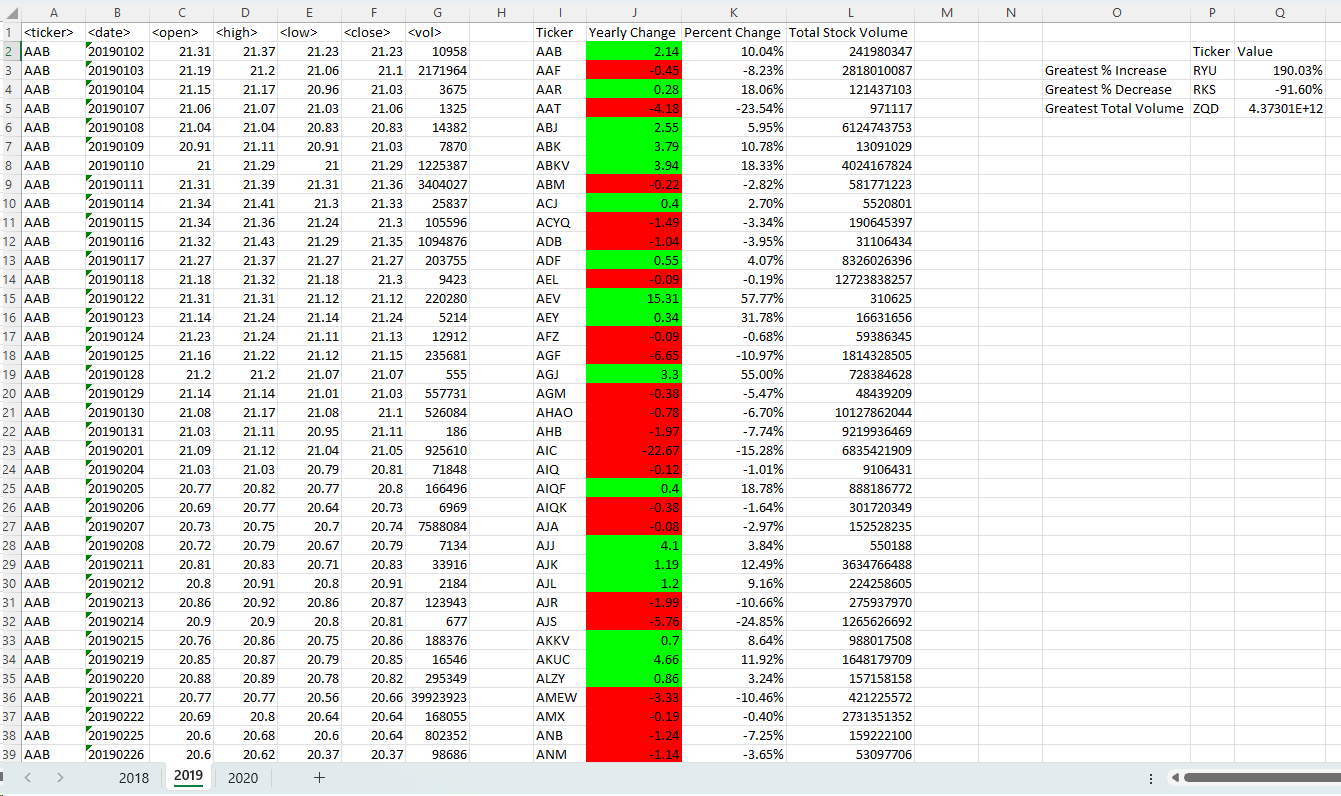 A B C D E F G H I J K L M N O P Q
1 <ticker> <date> <open> <high> <low> <close> <vol> Ticker Yearly Change Percent Change Total Stock Volume
2 AAB 20190102 21.31 21.37 21.23 21.23 10958 AAB 2.14 10.04% 241980347 Ticker Value
3 AAB 20190103 21.19 21.2 21.06 21.1 2171964 AAF -0.45 -8.23% 2818010087 Greatest % Increase RYU 190.03%
4 AAB 20190104 21.15 21.17 20.96 21.03 3675 AAR 0.28 18.06% 121437103 Greatest % Decrease RKS -91.60%
5 AAB 20190107 21.06 21.07 21.03 21.06 1325 AAT -4.18 -23.54% 971117 Greatest Total Volume ZQD 4.37301E+12
6 AAB 20190108 21.04 21.04 20.83 20.83 14382 ABJ 2.55 5.95% 6124743753
7 AAB 20190109 20.91 21.11 20.91 21.03 7870 ABK 3.79 10.78% 13091029
8 AAB 20190110 21 21.29 21 21.29 1225387 ABKV 3.94 18.33% 4024167824
9 AAB 20190111 21.31 21.39 21.31 21.36 3404027 ABM -0.22 -2.82% 581771223
10 AAB 20190114 21.34 21.41 21.3 21.33 25837 ACJ 0.4 2.70% 5520801
11 AAB 20190115 21.34 21.36 21.24 21.3 105596 ACYQ -1.49 -3.34% 190645397
12 AAB 20190116 21.32 21.43 21.29 21.35 1094876 ADB -1.04 -3.95% 31106434
13 AAB 20190117 21.27 21.37 21.27 21.27 203755 ADF 0.55 4.07% 8326026396
14 AAB 20190118 21.18 21.32 21.18 21.3 9423 AEL -0.09 -0.19% 12723838257
15 AAB 20190122 21.31 21.31 21.12 21.12 220280 AEV 15.31 57.77% 310625
16 AAB 20190123 21.14 21.24 21.14 21.24 5214 AEY 0.34 31.78% 16631656
17 AAB 20190124 21.23 21.24 21.11 21.13 12912 AFZ -0.09 -0.68% 59386345
18 AAB 20190125 21.16 21.22 21.12 21.15 235681 AGF -6.65 -10.97% 1814328505
19 AAB 20190128 21.2 21.2 21.07 21.07 555 AGJ 3.3 55.00% 728384628
20 AAB 20190129 21.14 21.14 21.01 21.03 557731 AGM -0.38 -5.47% 48439209
21 AAB 20190130 21.08 21.17 21.08 21.1 526084 AHAO -0.78 -6.70% 10127862044
22 AAB 20190131 21.03 21.11 20.95 21.11 186 AHB -1.97 -7.74% 9219936469
23 AAB 20190201 21.09 21.12 21.04 21.05 925610 AIC -22.67 -15.28% 6835421909
24 AAB 20190204 21.03 21.03 20.79 20.81 71848 AIQ -0.12 -1.01% 9106431
25 AAB 20190205 20.77 20.82 20.77 20.8 166496 AIQF 0.4 18.78% 888186772
26 AAB 20190206 20.69 20.77 20.64 20.73 6969 AIQK -0.38 -1.64% 301720349
27 AAB 20190207 20.73 20.75 20.7 20.74 7588084 AJA -0.08 -2.97% 152528235
28 AAB 20190208 20.72 20.79 20.67 20.79 7134 AJJ 4.1 3.84% 550188
29 AAB 20190211 20.81 20.83 20.71 20.83 33916 AJK 1.19 12.49% 3634766488
30 AAB 20190212 20.8 20.91 20.8 20.91 2184 AJL 1.2 9.16% 224258605
31 AAB 20190213 20.86 20.92 20.86 20.87 123943 AJR -1.99 -10.66% 275937970
32 AAB 20190214 20.9 20.9 20.8 20.81 677 AJS -5.76 -24.85% 1265626692
33 AAB 20190215 20.76 20.86 20.75 20.86 188376 AKKV 0.7 8.64% 988017508
34 AAB 20190219 20.85 20.87 20.79 20.85 16546 AKUC 4.66 11.92% 1648179709
35 AAB 20190220 20.88 20.89 20.78 20.82 295349 ALZY 0.86 3.24% 157158158
36 AAB 20190221 20.77 20.77 20.56 20.66 39923923 AMEW -3.33 -10.46% 421225572
37 AAB 20190222 20.69 20.8 20.64 20.64 168055 AMX -0.19 -0.40% 2731351352
38 AAB 20190225 20.6 20.68 20.6 20.64 802352 ANB -1.24 -7.25% 159222100
39 AAB 20190226 20.6 20.62 20.37 20.37 98686 ANM -1.14 -3.65% 53097706
2018 2019 2020